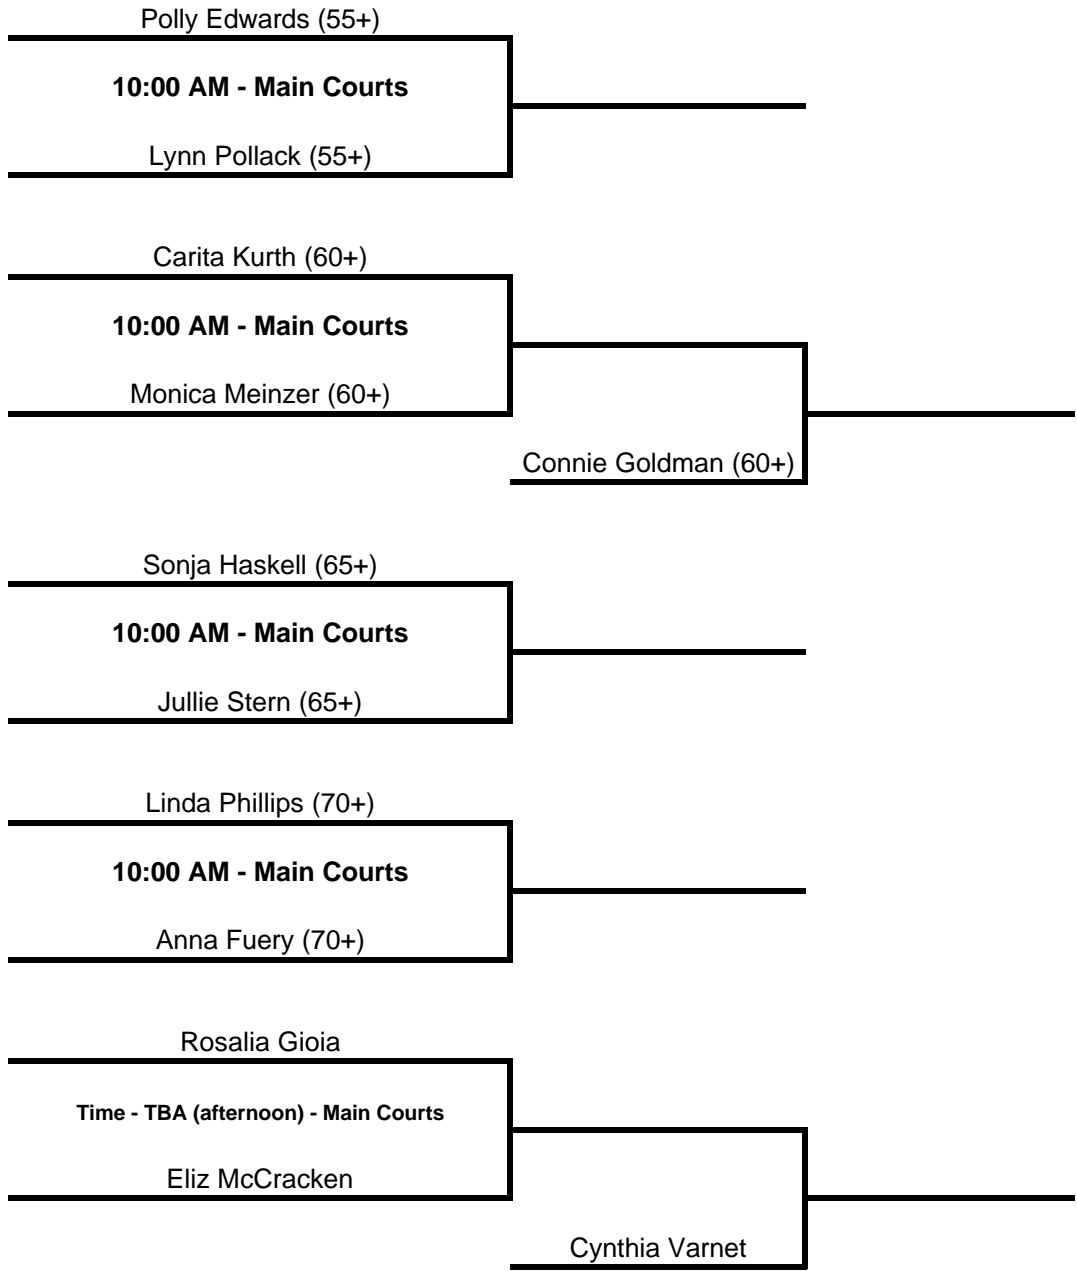 Polly Edwards (55+)
10:00 AM - Main Courts
Lynn Pollack (55+)
Carita Kurth (60+)
10:00 AM - Main Courts
Monica Meinzer (60+)
Connie Goldman (60+)
Sonja Haskell (65+)
10:00 AM - Main Courts
Jullie Stern (65+)
Linda Phillips (70+)
10:00 AM - Main Courts
Anna Fuery (70+)
Rosalia Gioia
Time - TBA (afternoon) - Main Courts
Eliz McCracken
Cynthia Varnet